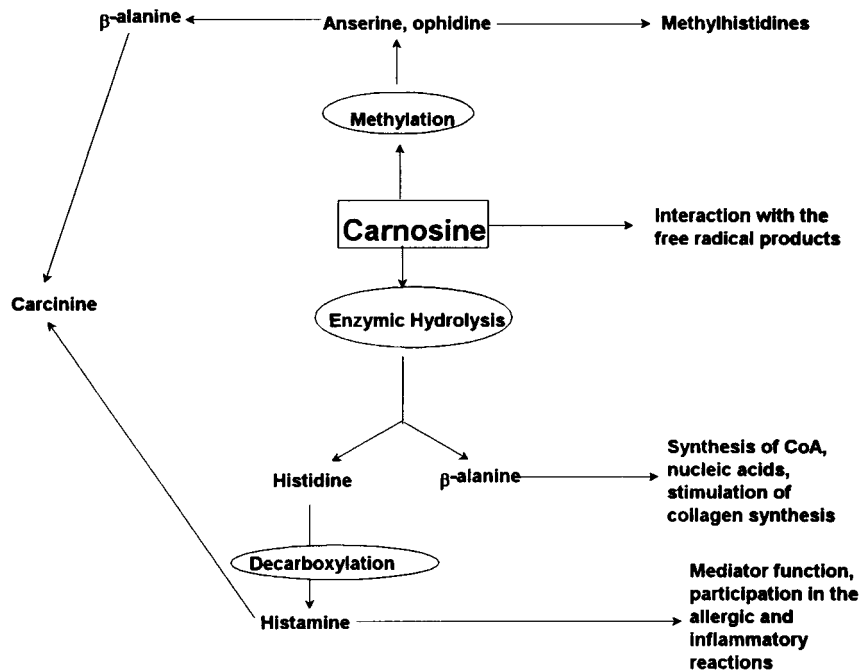 β-alanine
Anserine, ophidine
Methylhistidines
Methylation
Carnosine
Interaction with the
free radical products
Carcinine
Enzymic Hydrolysis
Histidine
β-alanine
Synthesis of CoA,
nucleic acids,
stimulation of
collagen synthesis
Decarboxylation
Histamine
Mediator function,
participation in the
allergic and
inflammatory
reactions